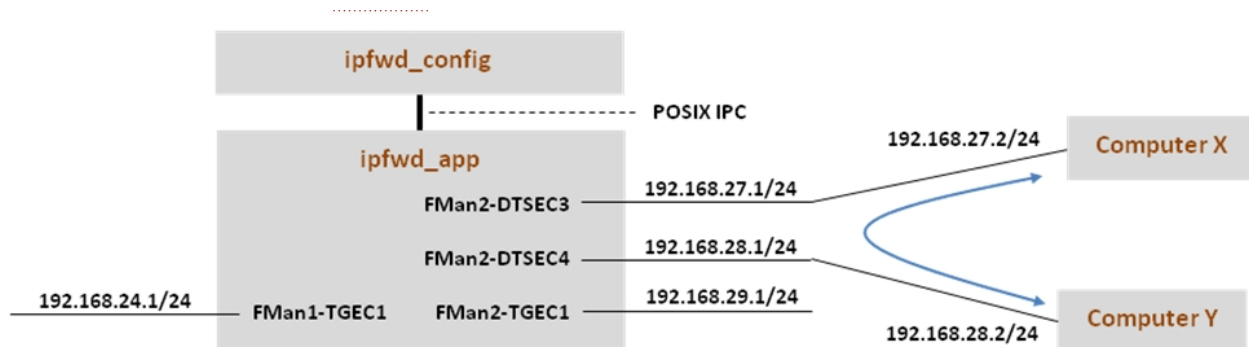 ipfwd_config
POSIX IPC
ipfwd_app
192.168.27.2/24
Computer X
FMan2-DTSEC3
192.168.27.1/24
FMan2-DTSEC4
192.168.28.1/24
192.168.24.1/24
FMan1-TGEC1
FMan2-TGEC1
192.168.29.1/24
Computer Y
192.168.28.2/24